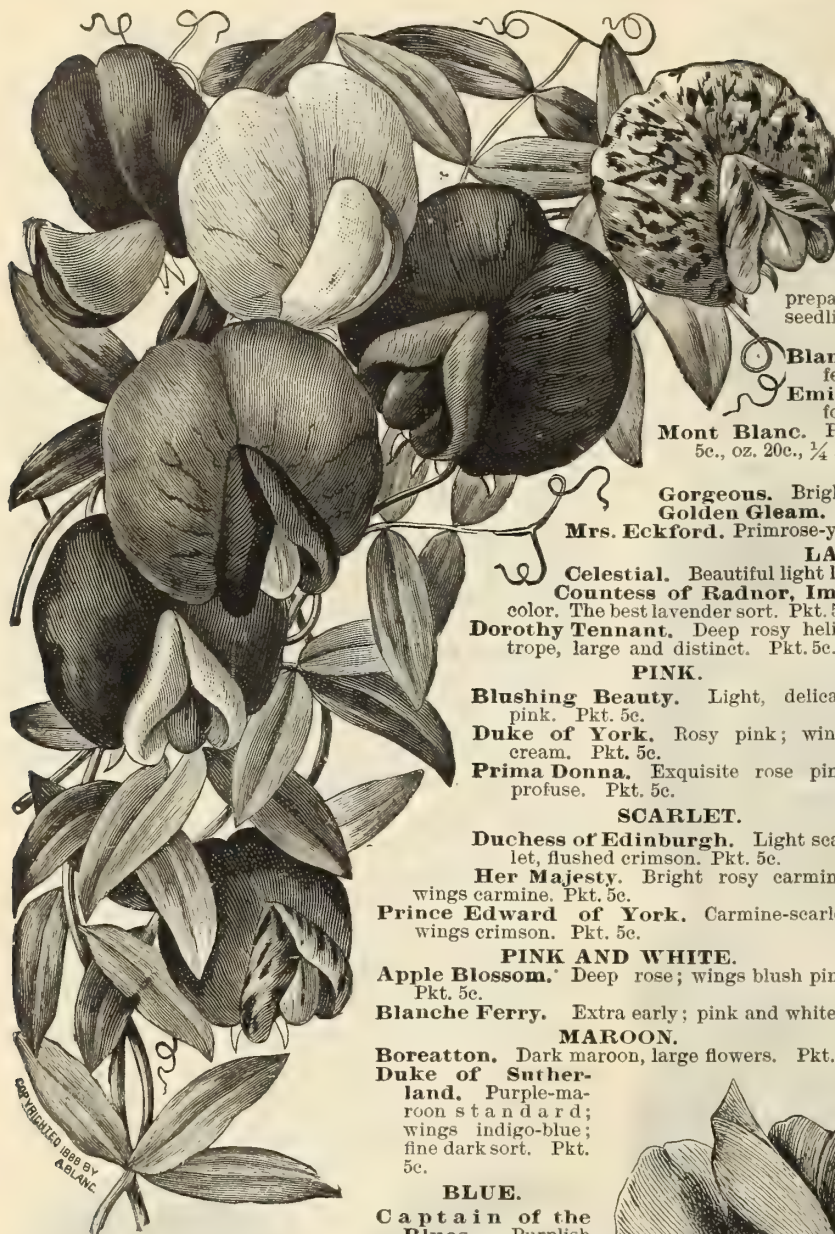 prepa
seedli
Blan
fe
Emi
fo
Mont Blanc.
5c., oz. 20c., ¼
Gorgeous. Brigh
Golden Gleam.
Mrs. Eckford. Primrose-y
LA
Celestial. Beautiful light l
Countess of Radnor, Im
color. The best lavender sort. Pkt. 5
Dorothy Tennant. Deep rosy heli
trope, large and distinct. Pkt. 5c.
PINK.
Blushing Beauty. Light, delica
pink. Pkt. 5c.
Duke of York. Rosy pink; win
cream. Pkt. 5c.
Prima Donna. Exquisite rose pin
profuse. Pkt. 5c.
SCARLET.
Duchess of Edinburgh. Light sca
let, flushed crimson. Pkt. 5c.
Her Majesty. Bright rosy carmin
wings carmine. Pkt. 5c.
Prince Edward of York. Carmine-scarl
wings crimson. Pkt. 5c.
PINK AND WHITE.
Apple Blossom. Deep rose; wings blush pin
Pkt. 5c.
Blanche Ferry. Extra early; pink and white
MAROON.
Boreatton. Dark maroon, large flowers. Pkt.
Duke of Suther-
land. Purple-ma-
roon standard;
wings indigo-blue;
fine dark sort. Pkt.
5c.
BLUE.
Captain of the
Blues. Purplish
COPYRIGHTED 1888 BY
A. BLANC